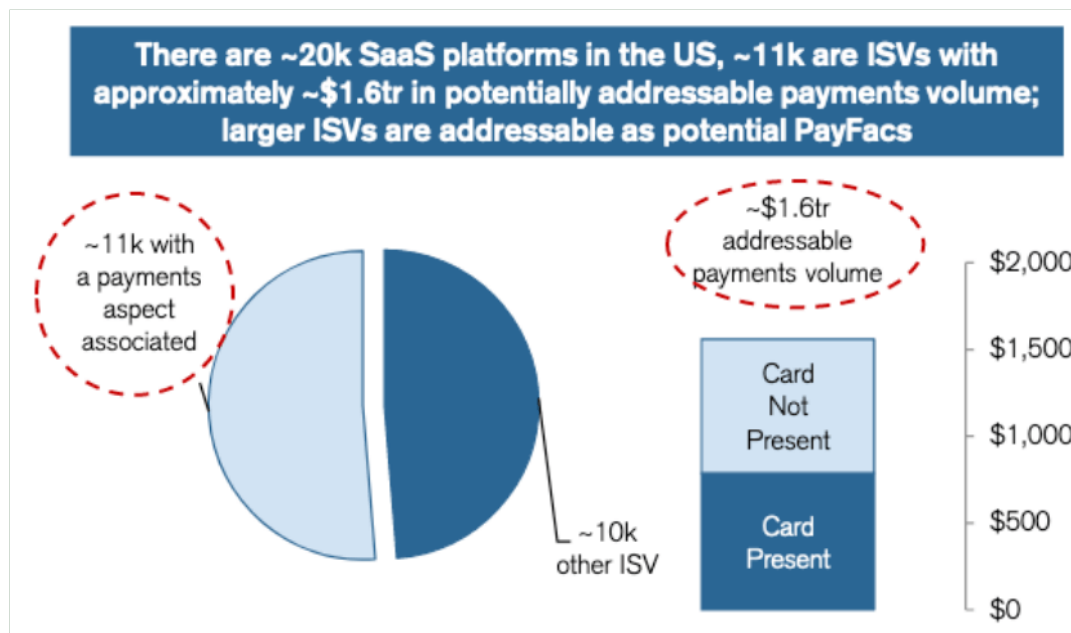 There are ~20k SaaS platforms in the US, ~11k are ISVs with
approximately ~$1.6tr in potentially addressable payments volume;
larger ISVs are addressable as potential PayFacs
~11k with
a payments
aspect
associated
~10k
other ISV
~$1.6tr
addressable
payments volume
Card
Not
Present
Card
Present
$2,000
$1,500
$1,000
$500
$0